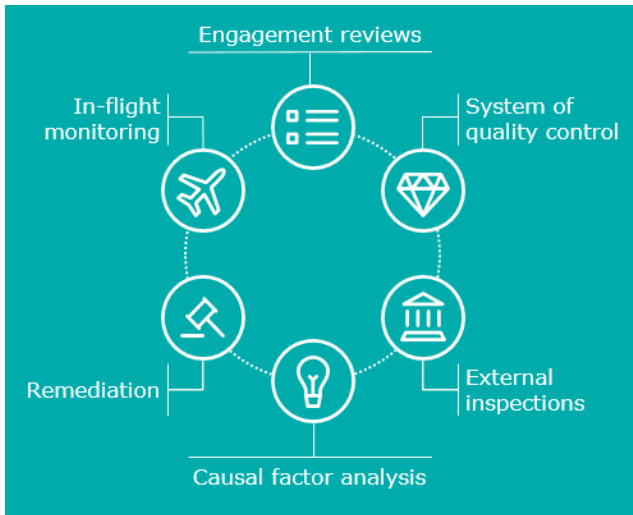 Engagement reviews
In-flight
monitoring
System of
quality control
Remediation
External
inspections
Causal factor analysis